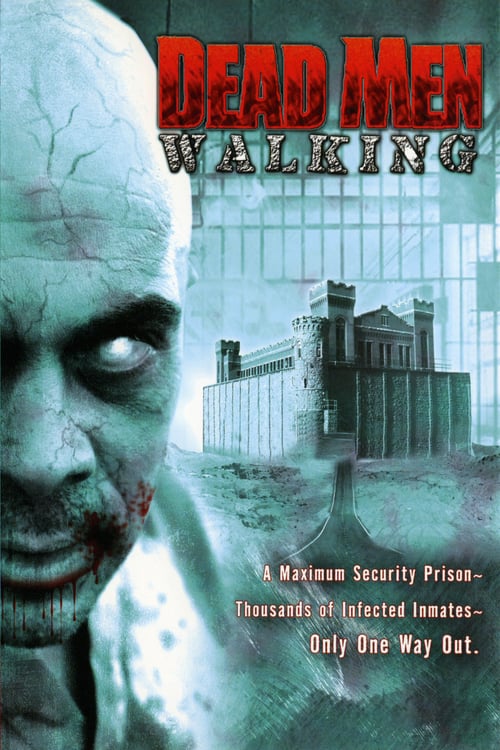 DEAD MEN
WALKING
A MAXIMUM SECURITY PRISON~
THOUSANDS OF INFECTED INMATES~
ONLY ONE WAY OUT.